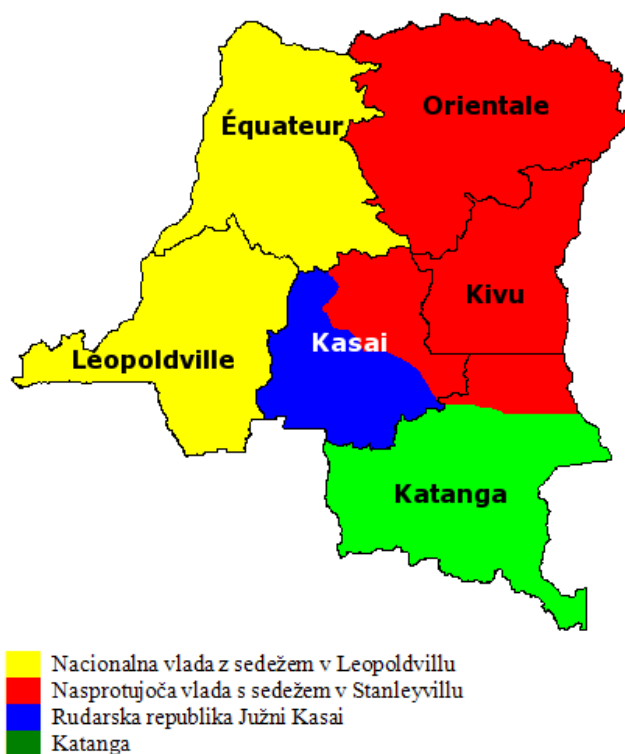 Orientale
Équateur
Kivu
Kasai
Léopoldville
Katanga
Nacionalna vlada z sedežem v Leopoldvillu
Nasprotujoča vlada s sedežem v Stanleyvillu
Rudarska republika Južni Kasai
Katanga